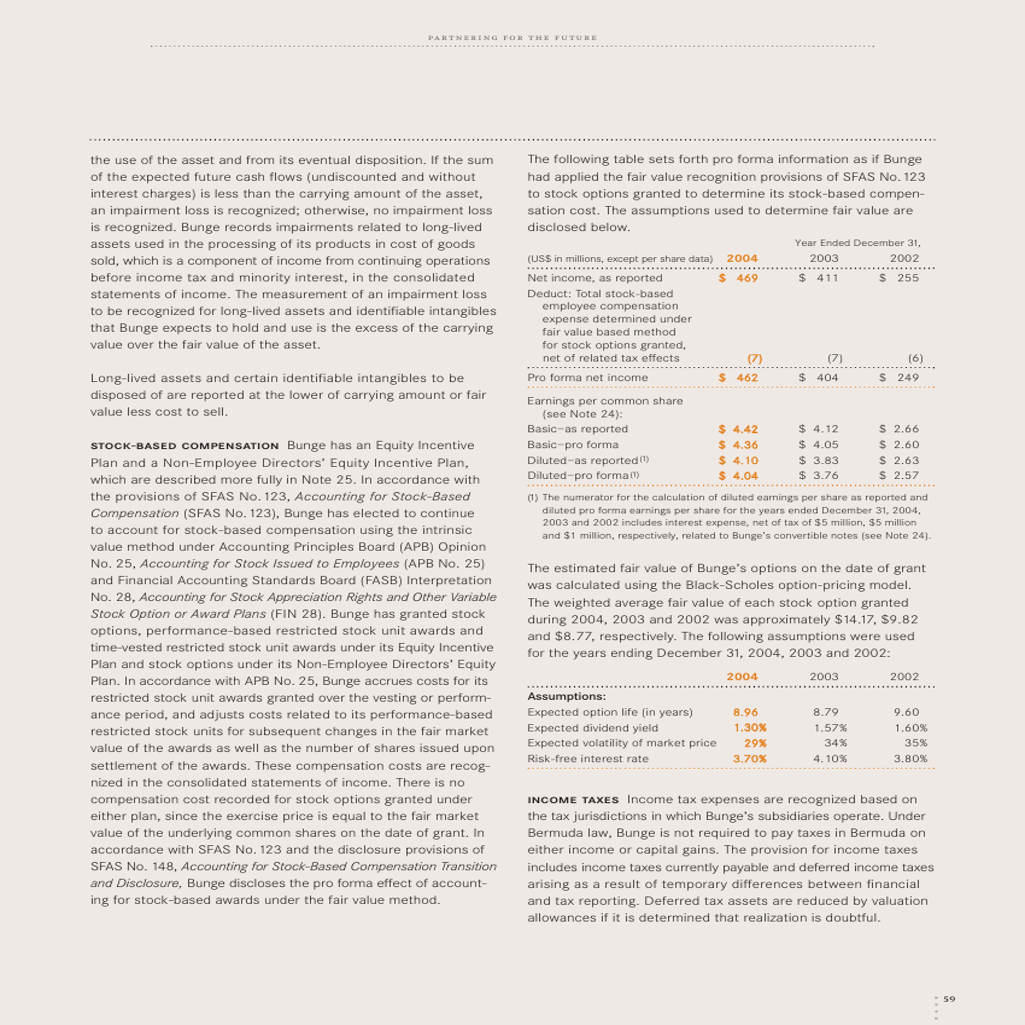 PARTNERING FOR THE FUTURE
the use of the asset and from its eventual disposition. If the sum
of the expected future cash flows (undiscounted and without
interest charges) is less than the carrying amount of the asset,
an impairment loss is recognized; otherwise, no impairment loss
is recognized. Bunge records impairments related to long-lived
assets used in the processing of its products in cost of goods
sold, which is a component of income from continuing operations
before income tax and minority interest, in the consolidated
statements of income. The measurement of an impairment loss
to be recognized for long-lived assets and identifiable intangibles
that Bunge expects to hold and use is the excess of the carrying
value over the fair value of the asset.
Long-lived assets and certain identifiable intangibles to be
disposed of are reported at the lower of carrying amount or fair
value less cost to sell.
STOCK-BASED COMPENSATION Bunge has an Equity Incentive
Plan and a Non-Employee Directors' Equity Incentive Plan,
which are described more fully in Note 25. In accordance with
the provisions of SFAS No. 123, Accounting for Stock-Based
Compensation (SFAS No. 123), Bunge has elected to continue
to account for stock-based compensation using the intrinsic
value method under Accounting Principles Board (APB) Opinion
No. 25, Accounting for Stock Issued to Employees (APB No. 25)
and Financial Accounting Standards Board (FASB) Interpretation
No. 28, Accounting for Stock Appreciation Rights and Other Variable
Stock Option or Award Plans (FIN 28). Bunge has granted stock
options, performance-based restricted stock unit awards and
time-vested restricted stock unit awards under its Equity Incentive
Plan and stock options under its Non-Employee Directors' Equity
Plan. In accordance with APB No. 25, Bunge accrues costs for its
restricted stock unit awards granted over the vesting or perform-
ance period, and adjusts costs related to its performance-based
restricted stock units for subsequent changes in the fair market
value of the awards as well as the number of shares issued upon
settlement of the awards. These compensation costs are recog-
nized in the consolidated statements of income. There is no
compensation cost recorded for stock options granted under
either plan, since the exercise price is equal to the fair market
value of the underlying common shares on the date of grant. In
accordance with SFAS No. 123 and the disclosure provisions of
SFAS No. 148, Accounting for Stock-Based Compensation Transition
and Disclosure, Bunge discloses the pro forma effect of account-
ing for stock-based awards under the fair value method.
The following table sets forth pro forma information as if Bunge
had applied the fair value recognition provisions of SFAS No. 123
to stock options granted to determine its stock-based compen-
sation cost. The assumptions used to determine fair value are
disclosed below.
Year Ended December 31,
(US$ in millions, except per share data) 2004 2003 2002
Net income, as reported $ 469 $ 411 $ 255
Deduct: Total stock-based
employee compensation
expense determined under
fair value based method
for stock options granted,
net of related tax effects (7) (7) (6)
Pro forma net income $ 462 $ 404 $ 249
Earnings per common share
(see Note 24):
Basic–as reported $ 4.42 $ 4.12 $ 2.66
Basic–pro forma $ 4.36 $ 4.05 $ 2.60
Diluted–as reported (1) $ 4.10 $ 3.83 $ 2.63
Diluted–pro forma (1) $ 4.04 $ 3.76 $ 2.57
(1) The numerator for the calculation of diluted earnings per share as reported and
diluted pro forma earnings per share for the years ended December 31, 2004,
2003 and 2002 includes interest expense, net of tax of $5 million, $5 million
and $1 million, respectively, related to Bunge's convertible notes (see Note 24).
The estimated fair value of Bunge's options on the date of grant
was calculated using the Black-Scholes option-pricing model.
The weighted average fair value of each stock option granted
during 2004, 2003 and 2002 was approximately $14.17, $9.82
and $8.77, respectively. The following assumptions were used
for the years ending December 31, 2004, 2003 and 2002:
2004 2003 2002
Assumptions:
Expected option life (in years) 8.96 8.79 9.60
Expected dividend yield 1.30% 1.57% 1.60%
Expected volatility of market price 29% 34% 35%
Risk-free interest rate 3.70% 4.10% 3.80%
INCOME TAXES Income tax expenses are recognized based on
the tax jurisdictions in which Bunge's subsidiaries operate. Under
Bermuda law, Bunge is not required to pay taxes in Bermuda on
either income or capital gains. The provision for income taxes
includes income taxes currently payable and deferred income taxes
arising as a result of temporary differences between financial
and tax reporting. Deferred tax assets are reduced by valuation
allowances if it is determined that realization is doubtful.
59